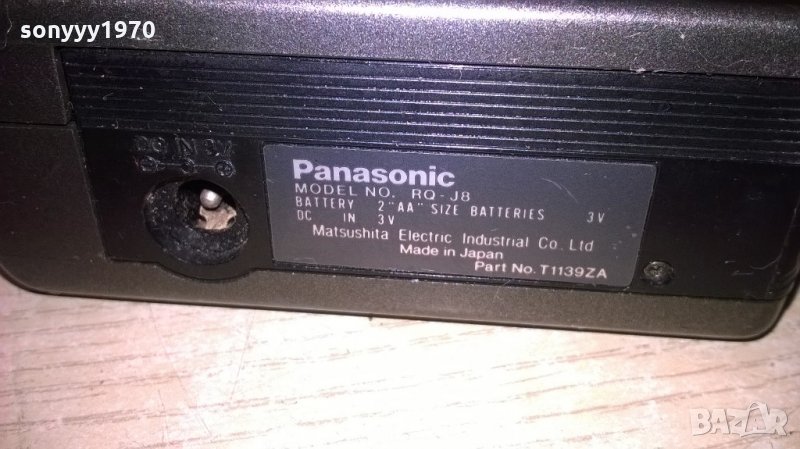 sonyyy1970
DC IN 3V
Panasonic
MODEL NO. RQ-J8
BATTERY 2"AA" SIZE BATTERIES 3V
DC IN 3V
Matsushita Electric Industrial Co. Ltd
Made in Japan
Part No. T1139ZA
BAZAR